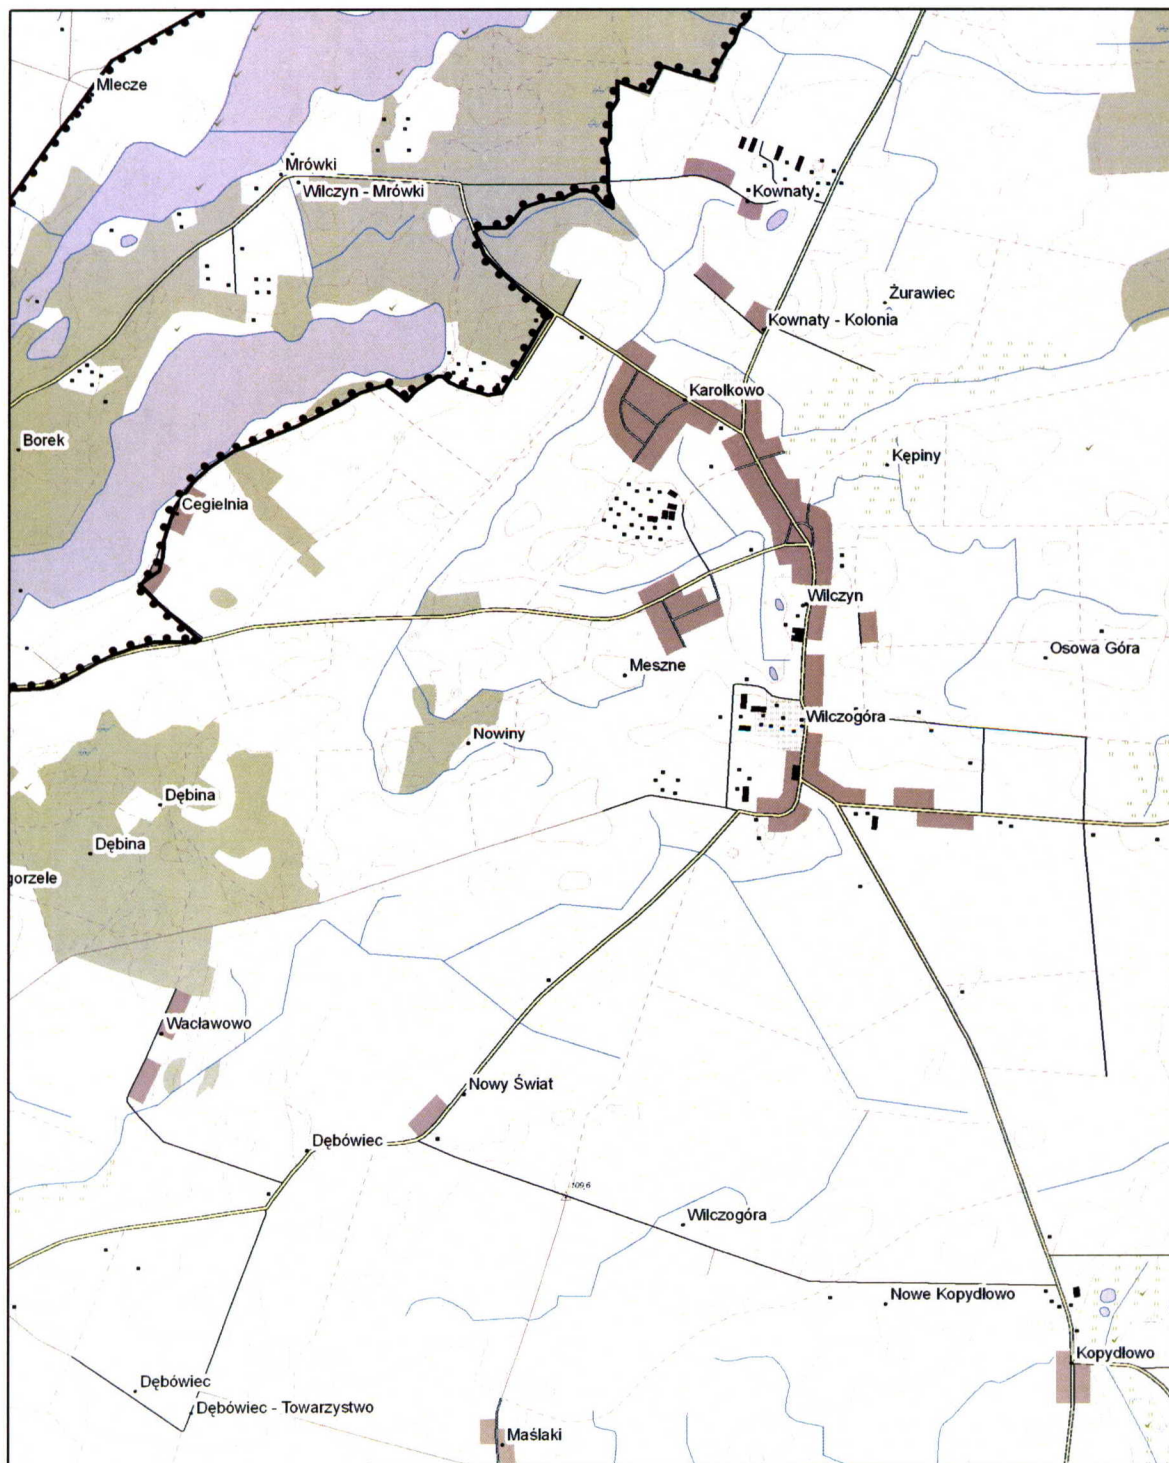 Mlecze
Mrówki
Wilczyn - Mrówki
Kownaty
Żurawiec
Kownaty - Kolonia
Karolkowo
Borek
Kępiny
Cegielnia
Wilczyn
Osowa Góra
Meszne
Wilczogóra
Nowiny
Dębina
Dębina
gorzele
Wacławowo
Nowy Świat
Dębówiec
109,6
Wilczogóra
Nowe Kopydłowo
Kopydłowo
Dębówiec
Dębówiec - Towarzystwo
Maślaki